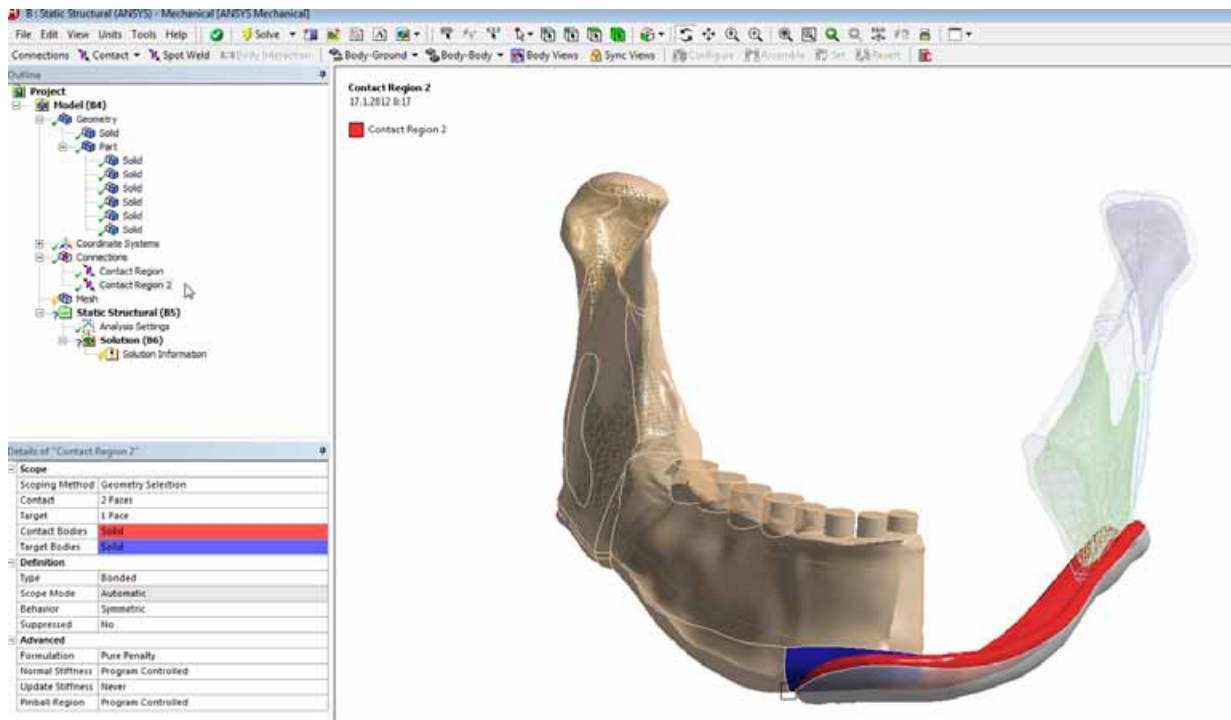 B : Static Structural (ANSYS) - Mechanical [ANSYS Mechanical]
File Edit View Units Tools Help Solve
Connections Contact Spot Weld Body Interaction Body-Ground Body-Body Body Views Sync Views Configure Assemble Set Revert
Outline
Project
Model (B4)
Geometry
Solid
Part
Solid
Solid
Solid
Solid
Solid
Solid
Coordinate Systems
Connections
Contact Region
Contact Region 2
Mesh
Static Structural (B5)
Analysis Settings
Solution (B6)
Solution Information
Contact Region 2
17.1.2012 8:17
Contact Region 2
Details of "Contact Region 2"
Scope
Scoping Method Geometry Selection
Contact 2 Faces
Target 1 Face
Contact Bodies Solid
Target Bodies Solid
Definition
Type Bonded
Scope Mode Automatic
Behavior Symmetric
Suppressed No
Advanced
Formulation Pure Penalty
Normal Stiffness Program Controlled
Update Stiffness Never
Pinball Region Program Controlled